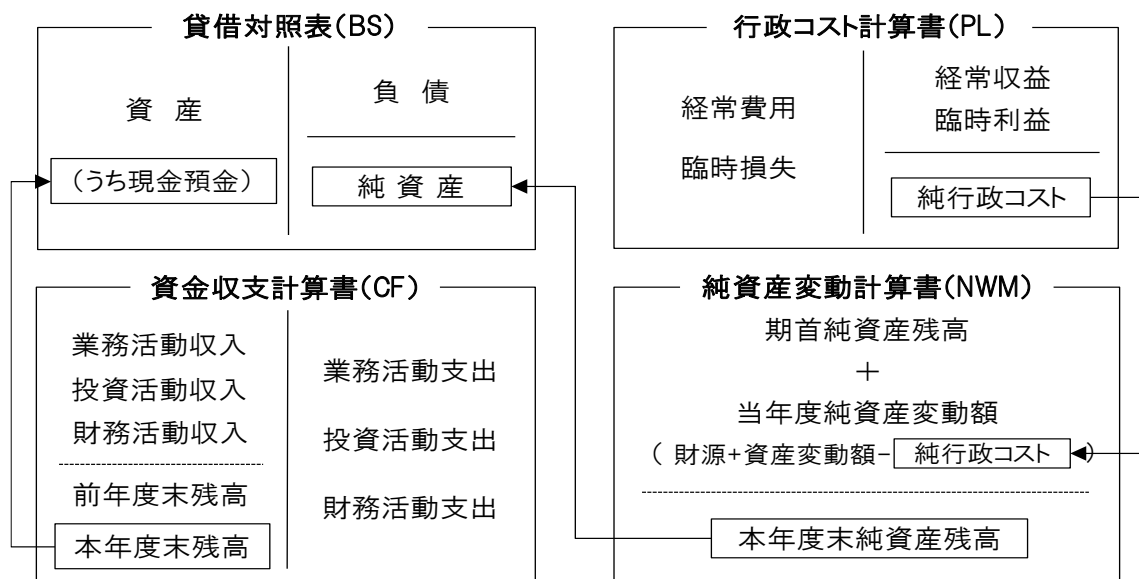 貸借対照表(BS)
資 産
(うち現金預金)
負 債
純 資 産
行政コスト計算書(PL)
経常費用
臨時損失
経常収益
臨時利益
純行政コスト
資金収支計算書(CF)
業務活動収入
投資活動収入
財務活動収入
前年度末残高
本年度末残高
業務活動支出
投資活動支出
財務活動支出
純資産変動計算書(NWM)
期首純資産残高
+
当年度純資産変動額
( 財源+資産変動額-純行政コスト )
本年度末純資産残高